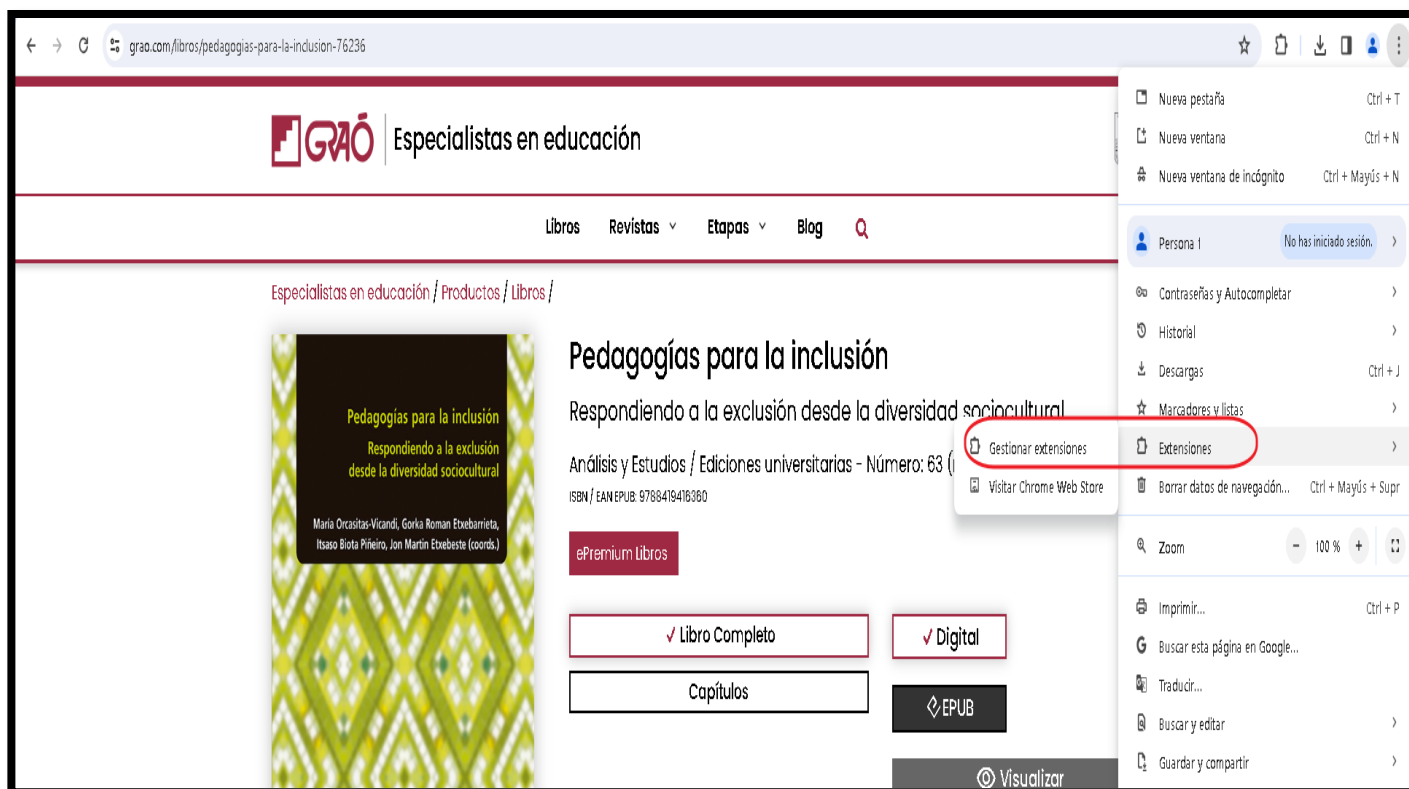 grao.com/libros/pedagogias-para-la-inclusion-76236
GRAÓ
Especialistas en educación
Libros Revistas Etapas Blog
Especialistas en educación / Productos / Libros /
Pedagogías para la inclusión
Respondiendo a la exclusión
desde la diversidad sociocultural
María Orcasitas-Vicandi, Gorka Roman Etxebarrieta,
Itsaso Biota Piñeiro, Jon Martin Etxebeste (coords.)
Pedagogías para la inclusión
Respondiendo a la exclusión desde la diversidad sociocultural
Análisis y Estudios / Ediciones universitarias - Número: 63
ISBN / EAN EPUB: 9788419416360
ePremium Libros
✓ Libro Completo
✓ Digital
Capítulos
EPUB
Visualizar
Nueva pestaña Ctrl + T
Nueva ventana Ctrl + N
Nueva ventana de incógnito Ctrl + Mayús + N
Persona 1 No has iniciado sesión.
Contraseñas y Autocompletar
Historial
Descargas Ctrl + J
Marcadores y listas
Extensiones
Gestionar extensiones
Visitar Chrome Web Store
Borrar datos de navegación... Ctrl + Mayús + Supr
Zoom - 100 % +
Imprimir... Ctrl + P
Buscar esta página en Google...
Traducir...
Buscar y editar
Guardar y compartir